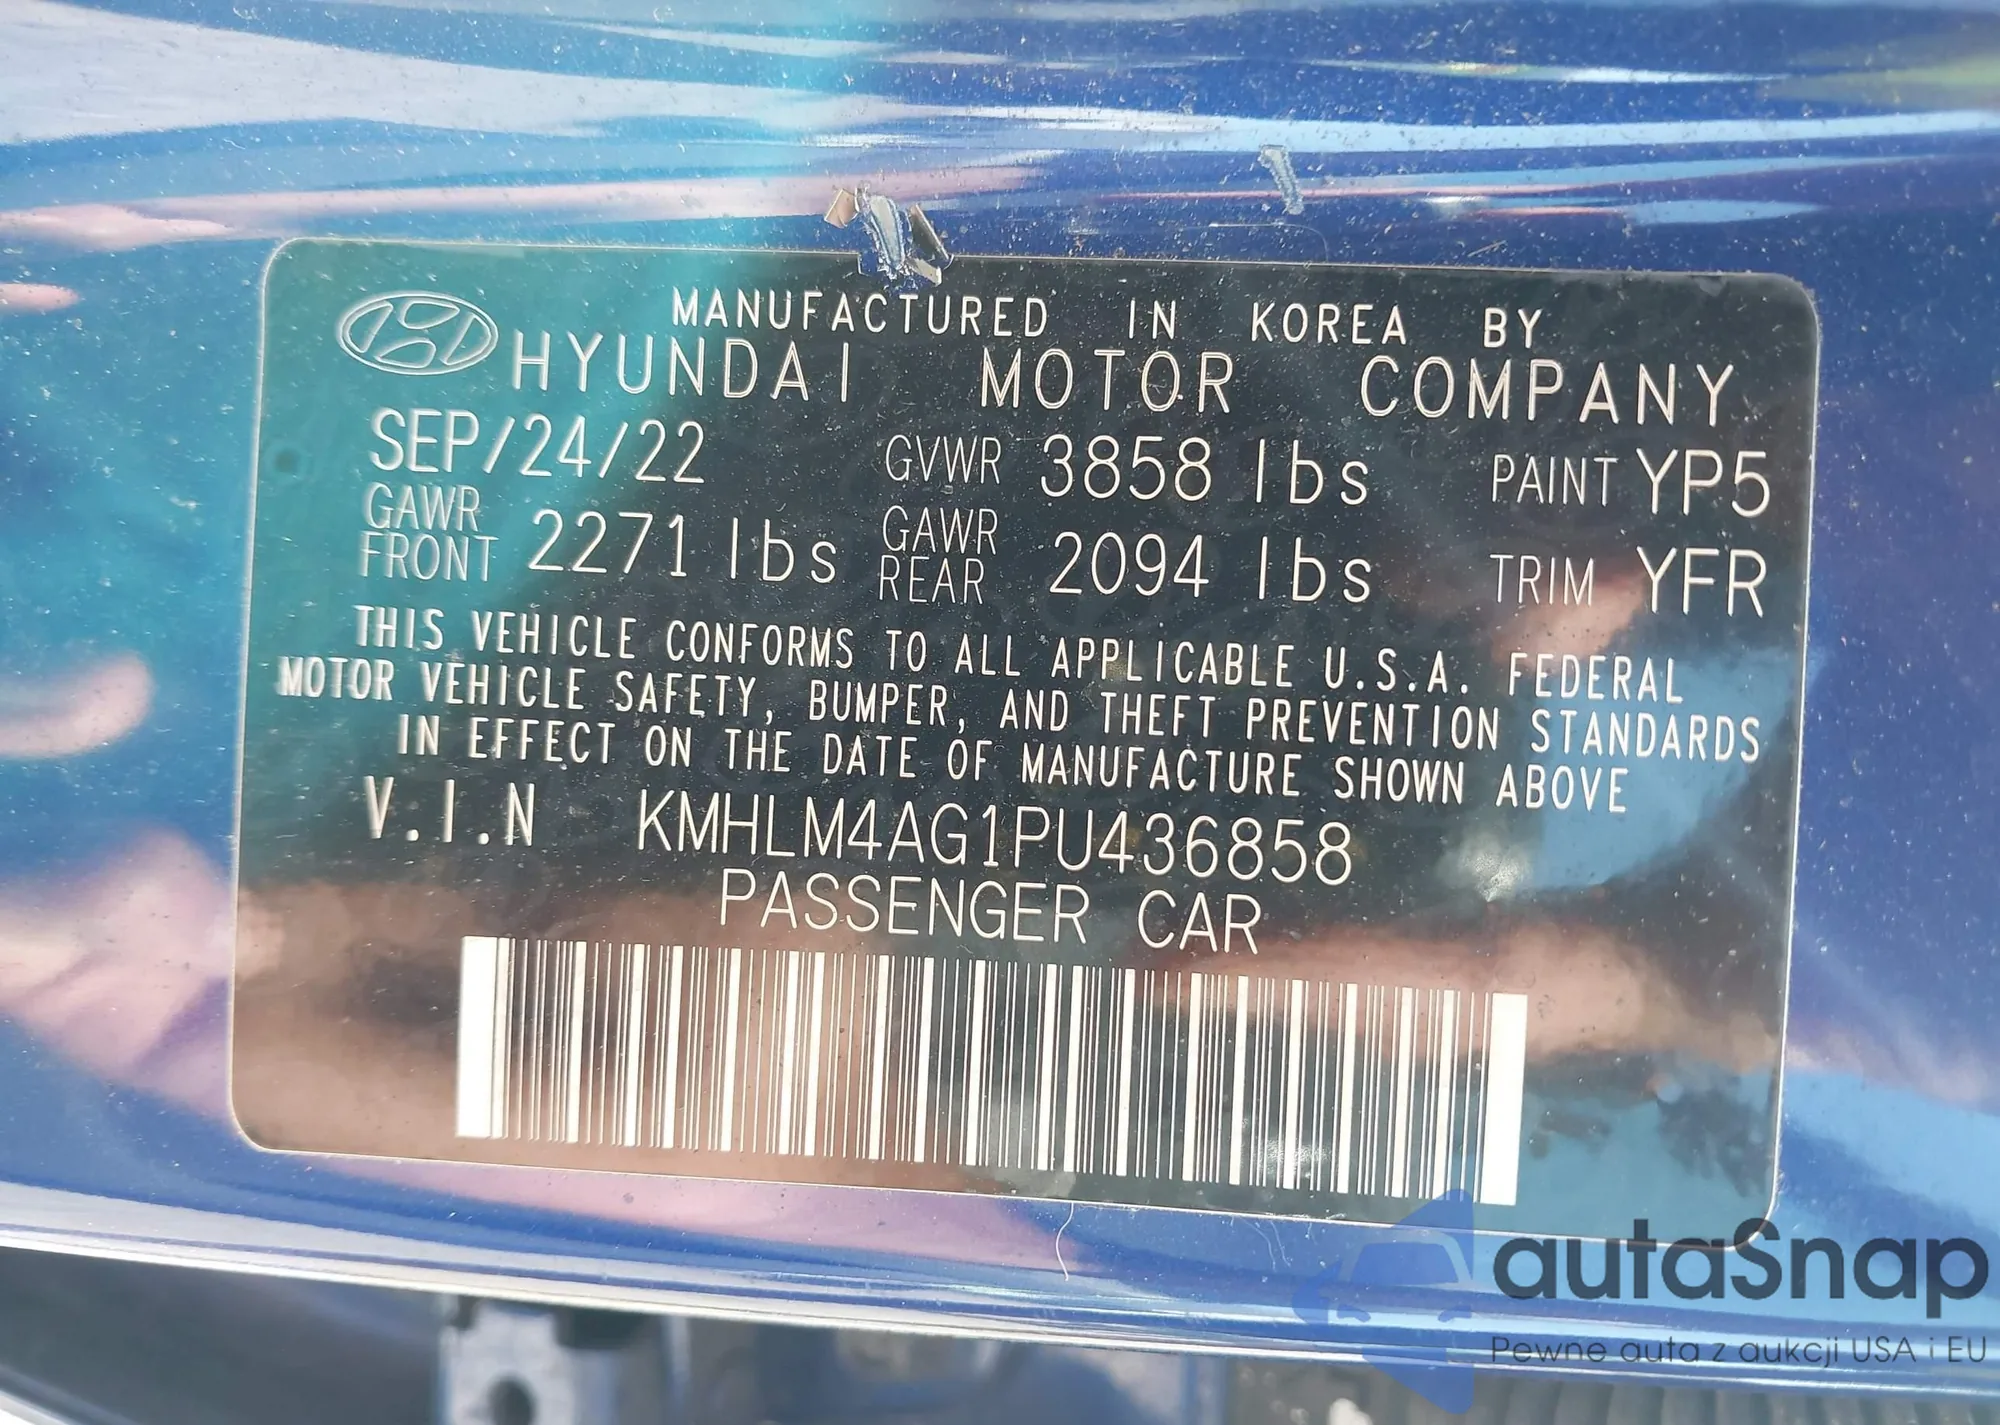 MANUFACTURED IN KOREA BY
HYUNDAI MOTOR COMPANY
SEP/24/22 GVWR 3858 lbs PAINT YP5
GAWR FRONT 2271 lbs GAWR REAR 2094 lbs TRIM YFR
THIS VEHICLE CONFORMS TO ALL APPLICABLE U.S.A. FEDERAL
MOTOR VEHICLE SAFETY, BUMPER, AND THEFT PREVENTION STANDARDS
IN EFFECT ON THE DATE OF MANUFACTURE SHOWN ABOVE
V.I.N KMHLM4AG1PU436858
PASSENGER CAR
autaSnap
Pewne auta z aukcji USA i EU